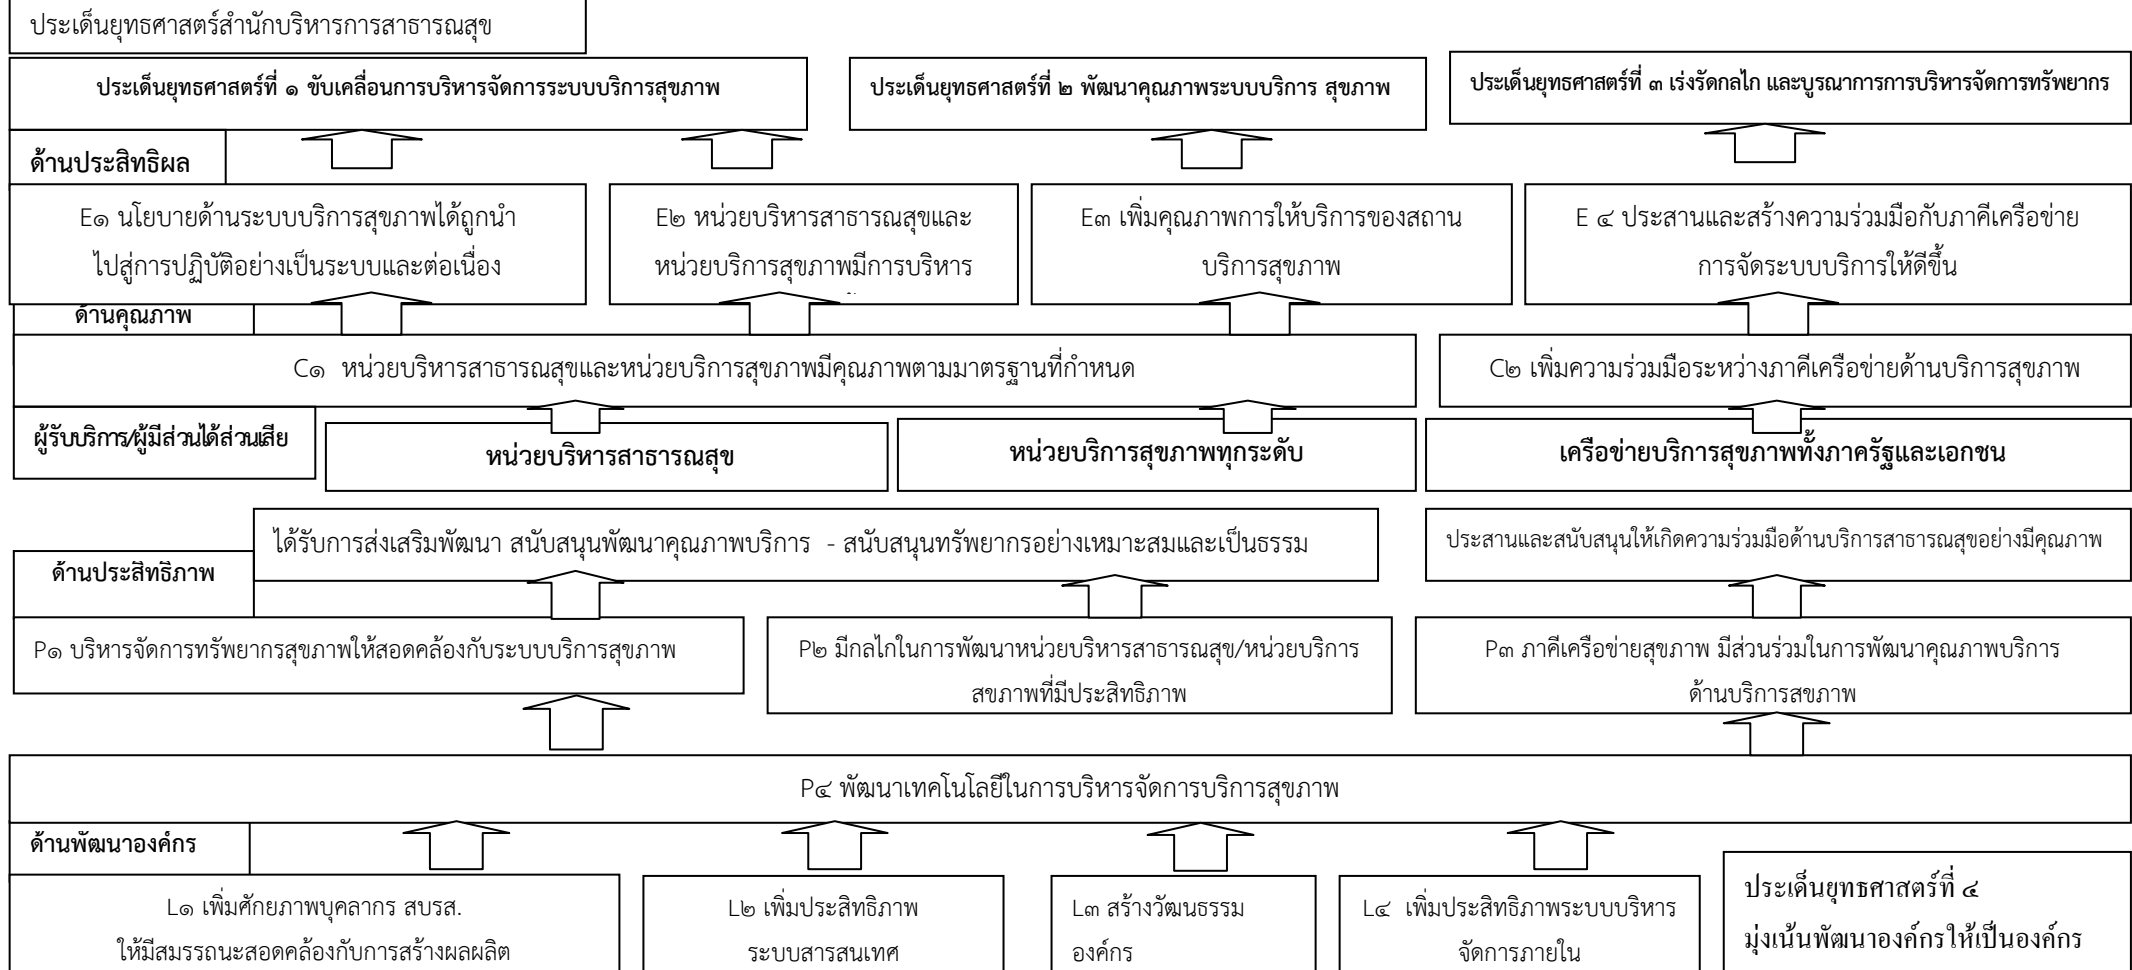 ประเด็นยุทธศาสตร์สำนักบริหารการสาธารณสุข
ประเด็นยุทธศาสตร์ที่ ๑ ขับเคลื่อนการบริหารจัดการระบบบริการสุขภาพ
ประเด็นยุทธศาสตร์ที่ ๒ พัฒนาคุณภาพระบบบริการ สุขภาพ
ประเด็นยุทธศาสตร์ที่ ๓ เร่งรัดกลไก และบูรณาการการบริหารจัดการทรัพยากร
ด้านประสิทธิผล
E๑ นโยบายด้านระบบบริการสุขภาพได้ถูกนำ
ไปสู่การปฏิบัติอย่างเป็นระบบและต่อเนื่อง
E๒ หน่วยบริหารสาธารณสุขและ
หน่วยบริการสุขภาพมีการบริหาร
E๓ เพิ่มคุณภาพการให้บริการของสถาน
บริการสุขภาพ
E ๔ ประสานและสร้างความร่วมมือกับภาคีเครือข่าย
การจัดระบบบริการให้ดีขึ้น
ด้านคุณภาพ
C๑ หน่วยบริหารสาธารณสุขและหน่วยบริการสุขภาพมีคุณภาพตามมาตรฐานที่กำหนด
C๒ เพิ่มความร่วมมือระหว่างภาคีเครือข่ายด้านบริการสุขภาพ
ผู้รับบริการ/ผู้มีส่วนได้ส่วนเสีย
หน่วยบริหารสาธารณสุข
หน่วยบริการสุขภาพทุกระดับ
เครือข่ายบริการสุขภาพทั้งภาครัฐและเอกชน
ได้รับการส่งเสริมพัฒนา สนับสนุนพัฒนาคุณภาพบริการ - สนับสนุนทรัพยากรอย่างเหมาะสมและเป็นธรรม
ประสานและสนับสนุนให้เกิดความร่วมมือด้านบริการสาธารณสุขอย่างมีคุณภาพ
ด้านประสิทธิภาพ
P๑ บริหารจัดการทรัพยากรสุขภาพให้สอดคล้องกับระบบบริการสุขภาพ
P๒ มีกลไกในการพัฒนาหน่วยบริหารสาธารณสุข/หน่วยบริการ
สุขภาพที่มีประสิทธิภาพ
P๓ ภาคีเครือข่ายสุขภาพ มีส่วนร่วมในการพัฒนาคุณภาพบริการ
ด้านบริการสุขภาพ
P๔ พัฒนาเทคโนโลยีในการบริหารจัดการบริการสุขภาพ
ด้านพัฒนาองค์กร
L๑ เพิ่มศักยภาพบุคลากร สบรส.
ให้มีสมรรถนะสอดคล้องกับการสร้างผลผลิต
L๒ เพิ่มประสิทธิภาพ
ระบบสารสนเทศ
L๓ สร้างวัฒนธรรม
องค์กร
L๔ เพิ่มประสิทธิภาพระบบบริหาร
จัดการภายใน
ประเด็นยุทธศาสตร์ที่ ๔
มุ่งเน้นพัฒนาองค์กรให้เป็นองค์กร